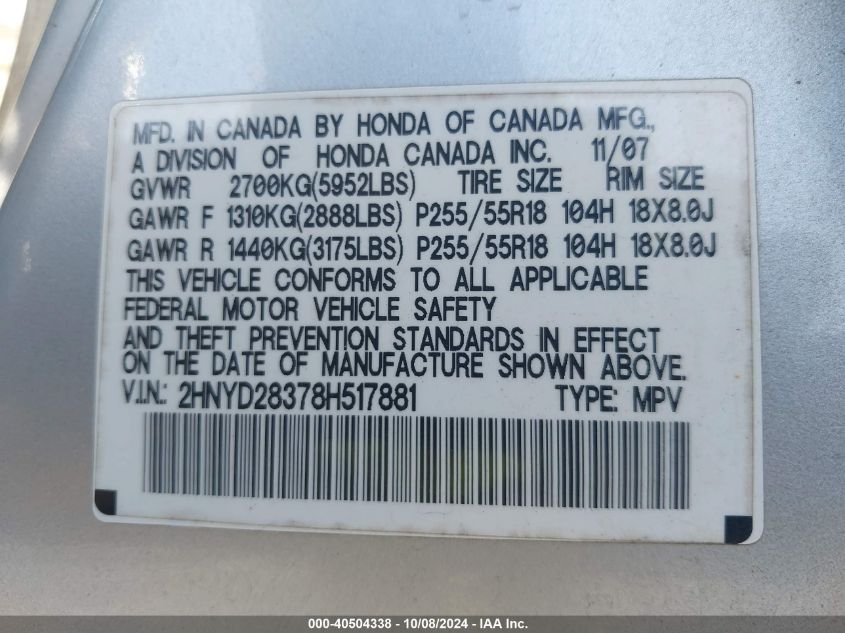 MFD. IN CANADA BY HONDA OF CANADA MFG.,
A DIVISION OF HONDA CANADA INC. 11/07
GVWR 2700KG(5952LBS) TIRE SIZE RIM SIZE
GAWR F 1310KG(2888LBS) P255/55R18 104H 18X8.0J
GAWR R 1440KG(3175LBS) P255/55R18 104H 18X8.0J
THIS VEHICLE CONFORMS TO ALL APPLICABLE
FEDERAL MOTOR VEHICLE SAFETY
AND THEFT PREVENTION STANDARDS IN EFFECT
ON THE DATE OF MANUFACTURE SHOWN ABOVE.
V.I.N.: 2HNYD28378H517881 TYPE: MPV
000-40504338 - 10/08/2024 - IAA Inc.